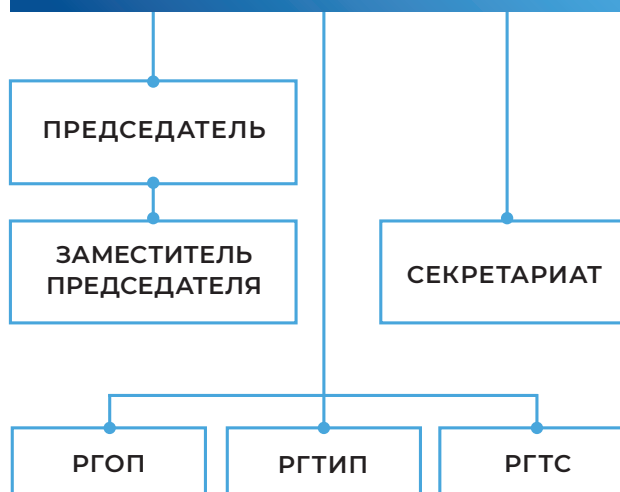 ПРЕДСЕДАТЕЛЬ
ЗАМЕСТИТЕЛЬ
ПРЕДСЕДАТЕЛЯ
СЕКРЕТАРИАТ
РГОП
РГТИП
РГТС